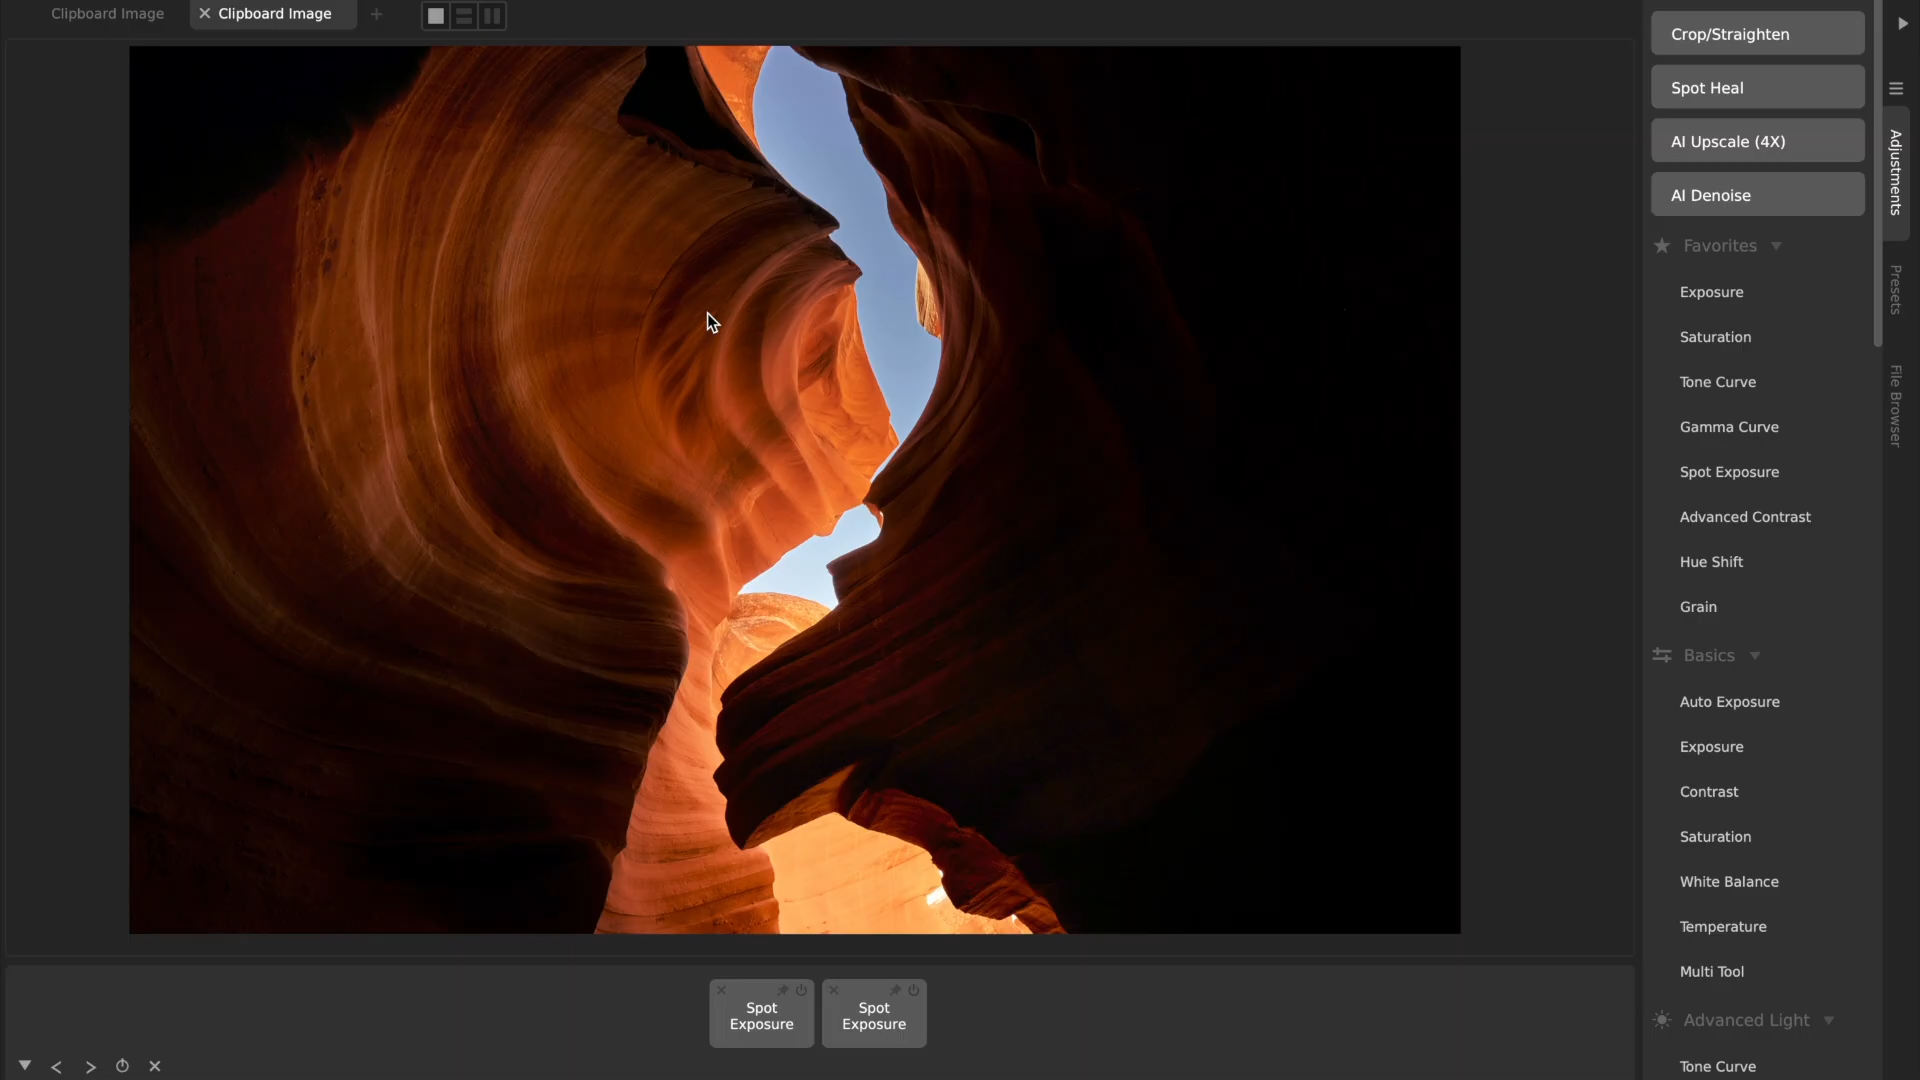 Clipboard Image
Clipboard Image
Crop/Straighten
Spot Heal
AI Upscale (4X)
AI Denoise
Favorites
Exposure
Saturation
Tone Curve
Gamma Curve
Spot Exposure
Advanced Contrast
Hue Shift
Grain
Basics
Auto Exposure
Exposure
Contrast
Saturation
White Balance
Temperature
Multi Tool
Advanced Light
Tone Curve
Adjustments
Presets
File Browser
Spot
Exposure
Spot
Exposure